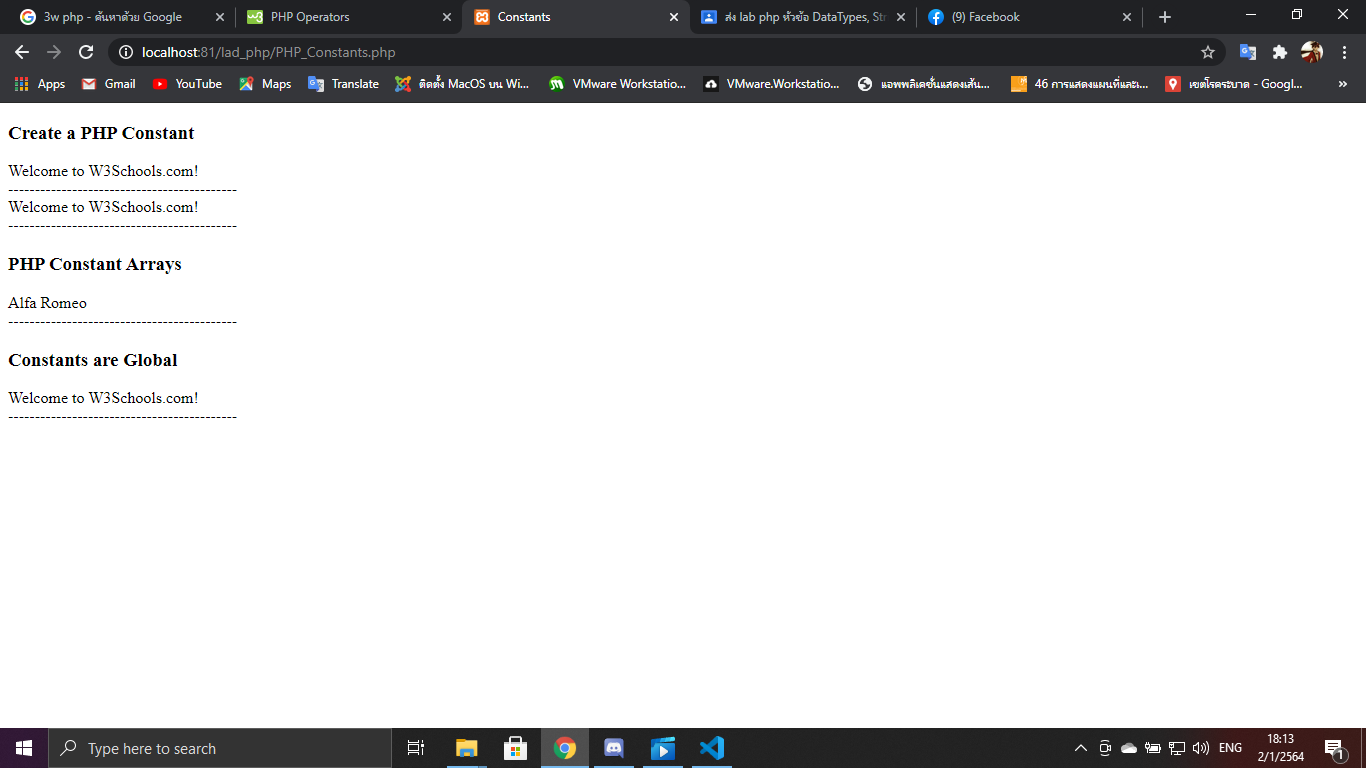 3w php - ค้นหาด้วย Google
PHP Operators
Constants
ส่ง lab php หัวข้อ DataTypes, Str
(9) Facebook
localhost:81/lad_php/PHP_Constants.php
Apps
Gmail
YouTube
Maps
Translate
ติดตั้ง MacOS บน Wi...
VMware Workstatio...
VMware.Workstatio...
แอพพลิเคชั่นแสดงเส้น...
46 การแสดงแผนที่และเ...
เขตโรคระบาด - Googl...
Create a PHP Constant
Welcome to W3Schools.com!
-------------------------------------------
Welcome to W3Schools.com!
-------------------------------------------
PHP Constant Arrays
Alfa Romeo
-------------------------------------------
Constants are Global
Welcome to W3Schools.com!
-------------------------------------------
Type here to search
ENG
18:13
2/1/2564
1